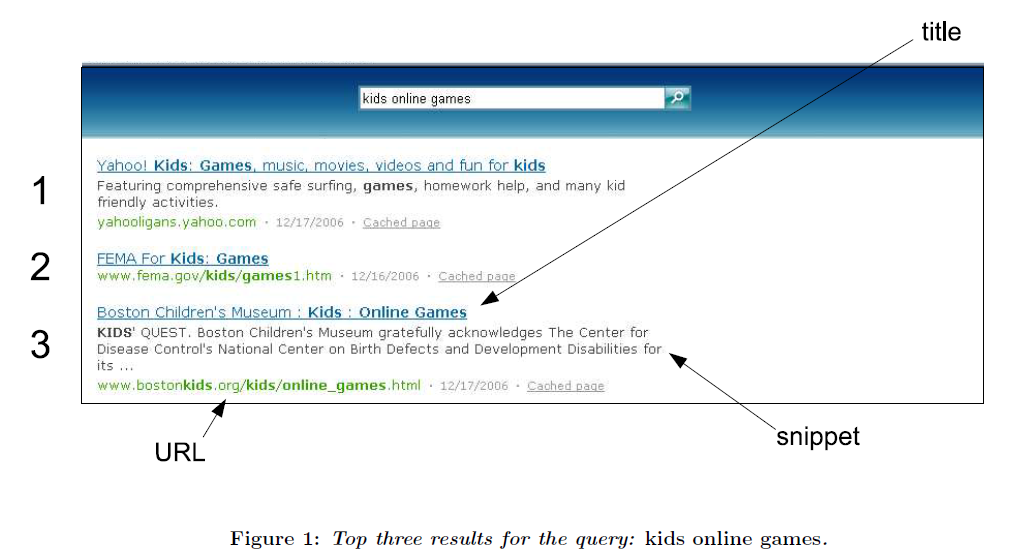 title
kids online games
1
Yahoo! Kids: Games, music, movies, videos and fun for kids
Featuring comprehensive safe surfing, games, homework help, and many kid
friendly activities.
yahooligans.yahoo.com · 12/17/2006 · Cached page
2
FEMA For Kids: Games
www.fema.gov/kids/games1.htm · 12/16/2006 · Cached page
3
Boston Children's Museum : Kids : Online Games
KIDS' QUEST. Boston Children's Museum gratefully acknowledges The Center for
Disease Control's National Center on Birth Defects and Development Disabilities for
its ...
www.bostonkids.org/kids/online_games.html · 12/17/2006 · Cached page
URL
snippet
Figure 1: Top three results for the query: kids online games.